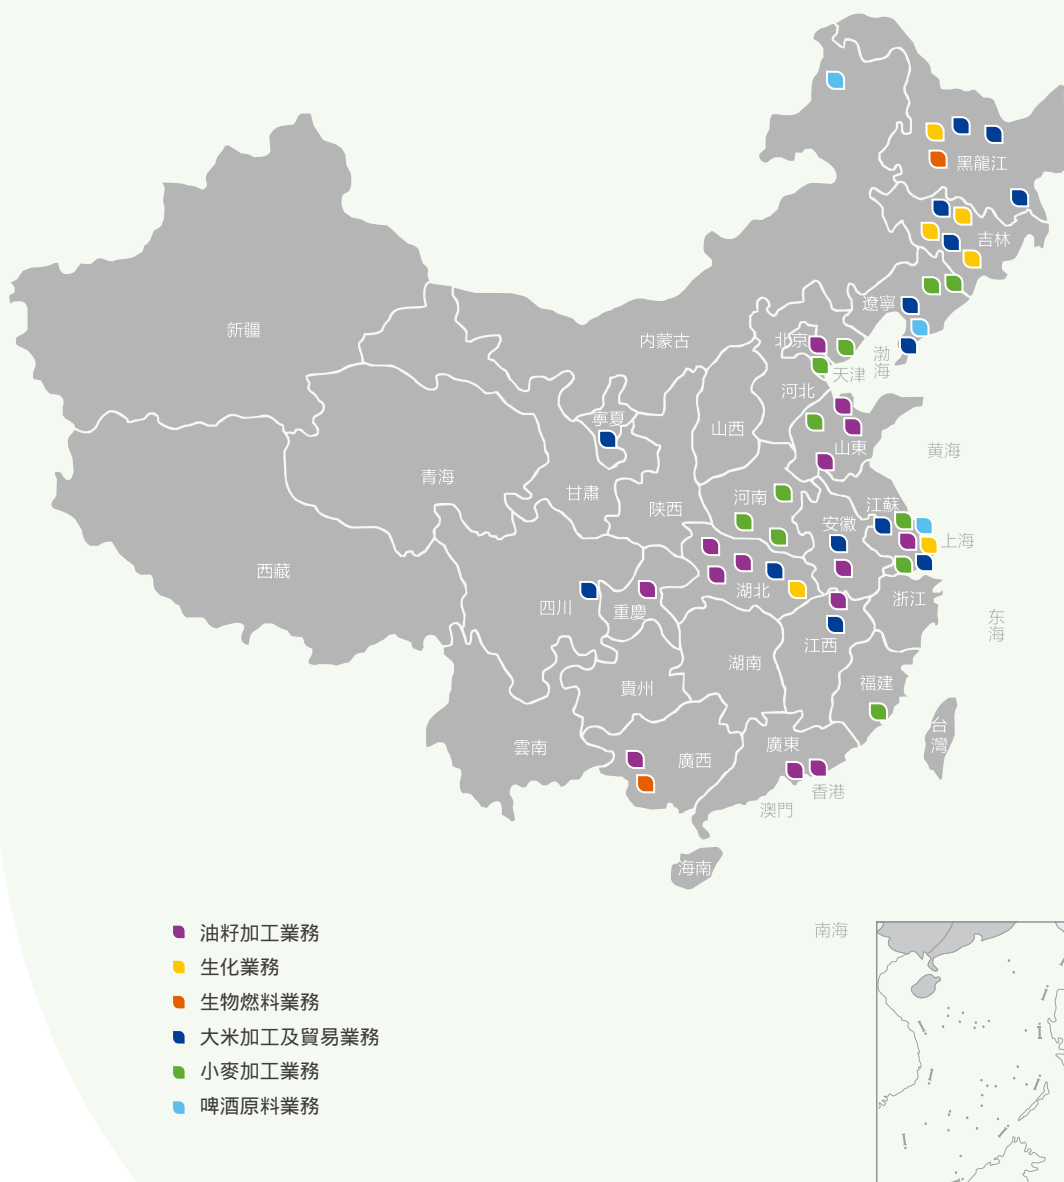 黑龍江
吉林
遼寧
新疆
内蒙古
北京
渤海
天津
河北
寧夏
山西
山東
黄海
青海
甘肅
陕西
河南
江蘇
安徽
上海
西藏
四川
重慶
湖北
浙江
东海
江西
湖南
貴州
福建
台灣
雲南
廣西
廣東
香港
澳門
海南
南海
油籽加工業務
生化業務
生物燃料業務
大米加工及貿易業務
小麥加工業務
啤酒原料業務